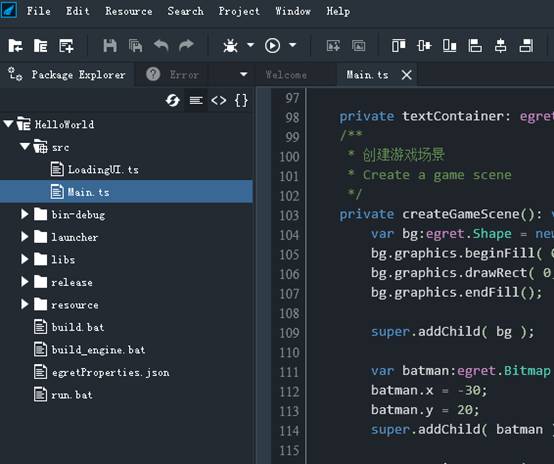 File Edit Resource Search Project Window Help
Package Explorer Error Welcome Main.ts
HelloWorld
src
LoadingUI.ts
Main.ts
bin-debug
launcher
libs
release
resource
build.bat
build_engine.bat
egretProperties.json
run.bat
97
98 private textContainer: egret
99 /**
100 * 创建游戏场景
101 * Create a game scene
102 */
103 private createGameScene(): v
104 var bg:egret.Shape = new
105 bg.graphics.beginFill( 0
106 bg.graphics.drawRect( 0,
107 bg.graphics.endFill();
108
109 super.addChild( bg );
110
111 var batman:egret.Bitmap
112 batman.x = -30;
113 batman.y = 20;
114 super.addChild( batman )
115